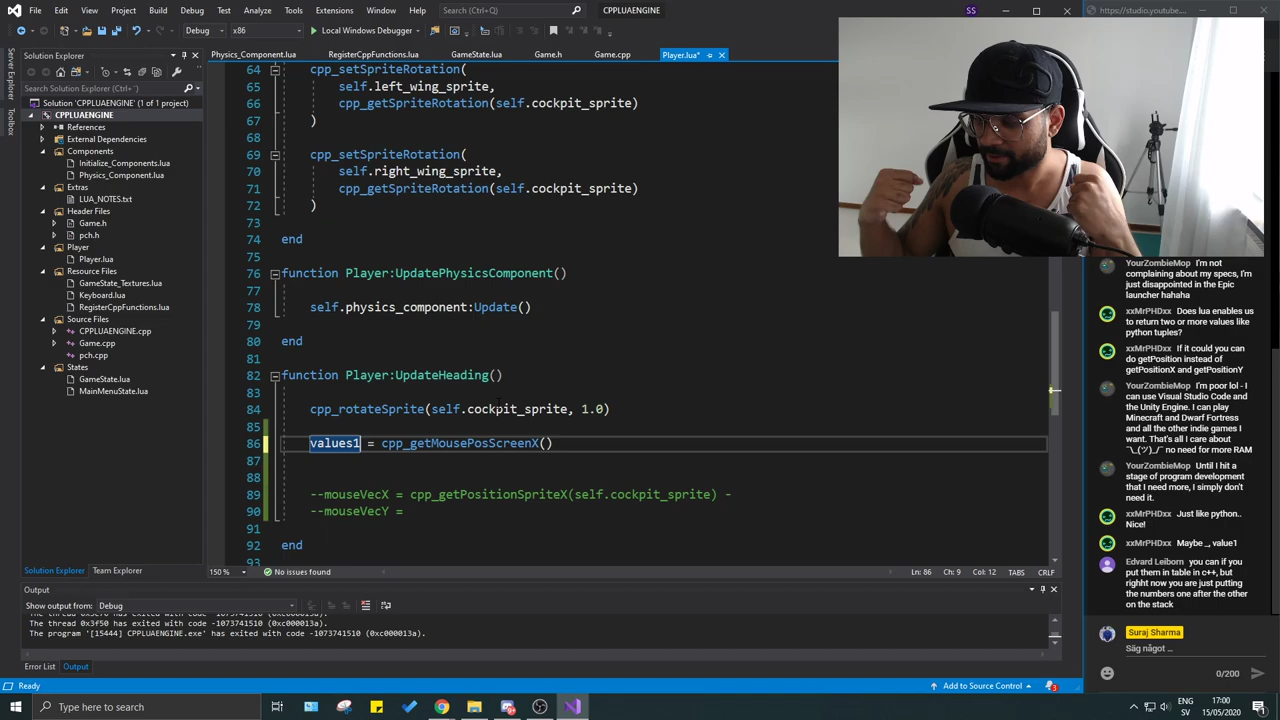 File Edit View Project Build Debug Test Analyze Tools Extensions Window Help Search (Ctrl+Q) CPPLUAENGINE SS
https://studio.youtube.
Debug x86 Local Windows Debugger
Server Explorer
Toolbox
Solution Explorer
Search Solution Explorer (Ctrl+¨)
Solution 'CPPLUAENGINE' (1 of 1 project)
CPPLUAENGINE
References
External Dependencies
Components
Initialize_Components.lua
Physics_Component.lua
Extras
LUA_NOTES.txt
Header Files
Game.h
pch.h
Player
Player.lua
Resource Files
GameState_Textures.lua
Keyboard.lua
RegisterCppFunctions.lua
Source Files
CPPLUAENGINE.cpp
Game.cpp
pch.cpp
States
GameState.lua
MainMenuState.lua
Solution Explorer Team Explorer
Physics_Component.lua RegisterCppFunctions.lua GameState.lua Game.h Game.cpp Player.lua*
64 cpp_setSpriteRotation(
65 self.left_wing_sprite,
66 cpp_getSpriteRotation(self.cockpit_sprite)
67 )
68
69 cpp_setSpriteRotation(
70 self.right_wing_sprite,
71 cpp_getSpriteRotation(self.cockpit_sprite)
72 )
73
74 end
76 function Player:UpdatePhysicsComponent()
77
78 self.physics_component:Update()
79
80 end
81
82 function Player:UpdateHeading()
83
84 cpp_rotateSprite(self.cockpit_sprite, 1.0)
85
86 values1 = cpp_getMousePosScreenX()
87
88
89 --mouseVecX = cpp_getPositionSpriteX(self.cockpit_sprite) -
90 --mouseVecY =
91
92 end
93
150 % No issues found Ln: 86 Ch: 9 Col: 12 TABS CRLF
Output
Show output from: Debug
The thread 0x3f50 has exited with code -1073741510 (0xc000013a).
The program '[15444] CPPLUAENGINE.exe' has exited with code -1073741510 (0xc000013a).
Error List Output
Ready Add to Source Control 3
YourZombieMop I'm not
complaining about my specs, I'm
just disappointed in the Epic
launcher hahaha
xxMrPHDxx Does lua enables us
to return two or more values like
python tuples?
xxMrPHDxx If it could you can
do getPosition instead of
getPositionX and getPositionY
xxMrPHDxx I'm poor lol - I
can use Visual Studio Code and
the Unity Engine. I can play
Minecraft and Dwarf Fortress
and all the other indie games I
want. That's all I care about
¯\_(ツ)_/¯ no need for more RAM
YourZombieMop Until I hit a
stage of program development
that I need more, I simply don't
need it.
xxMrPHDxx Just like python..
Nice!
xxMrPHDxx Maybe _, value1
Edvard Leiborn you can if you
put them in table in c++, but
righht now you are just putting
the numbers one after the other
on the stack
Suraj Sharma
Säg något ...
0/200
Type here to search
ENG
SV
17:00
15/05/2020
1